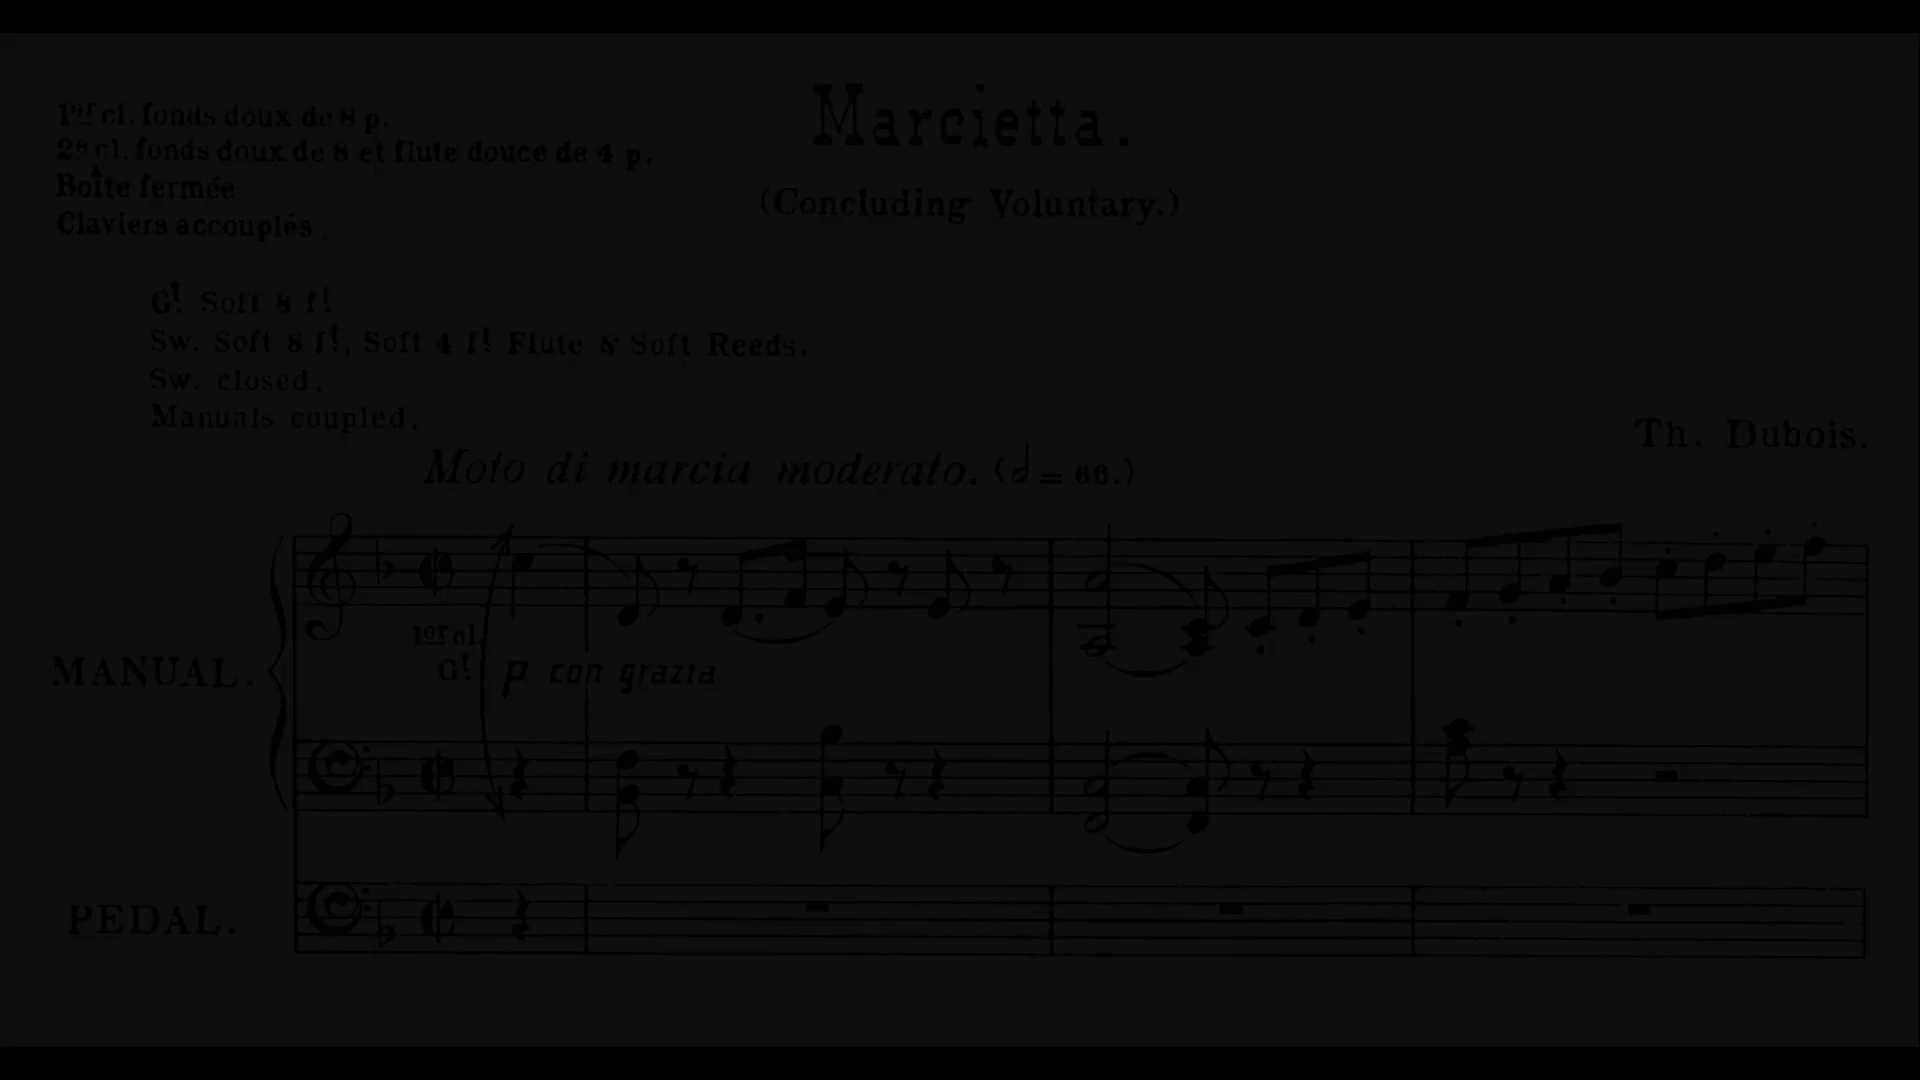 Marcietta.
(Concluding Voluntary.)
1er cl. fonds doux de 8 p.
2e cl. fonds doux de 8 et flute douce de 4 p.
Boîte fermée
Claviers accouplés.
Gt. Soft 8 ft.
Sw. Soft 8 ft, Soft 4 ft. Flute & Soft Reeds.
Sw. closed.
Manuals coupled.
Th. Dubois.
Moto di marcia moderato. (𝅗𝅥 = 66.)
1er cl.
Gt.
p con grazia
MANUAL.
PEDAL.